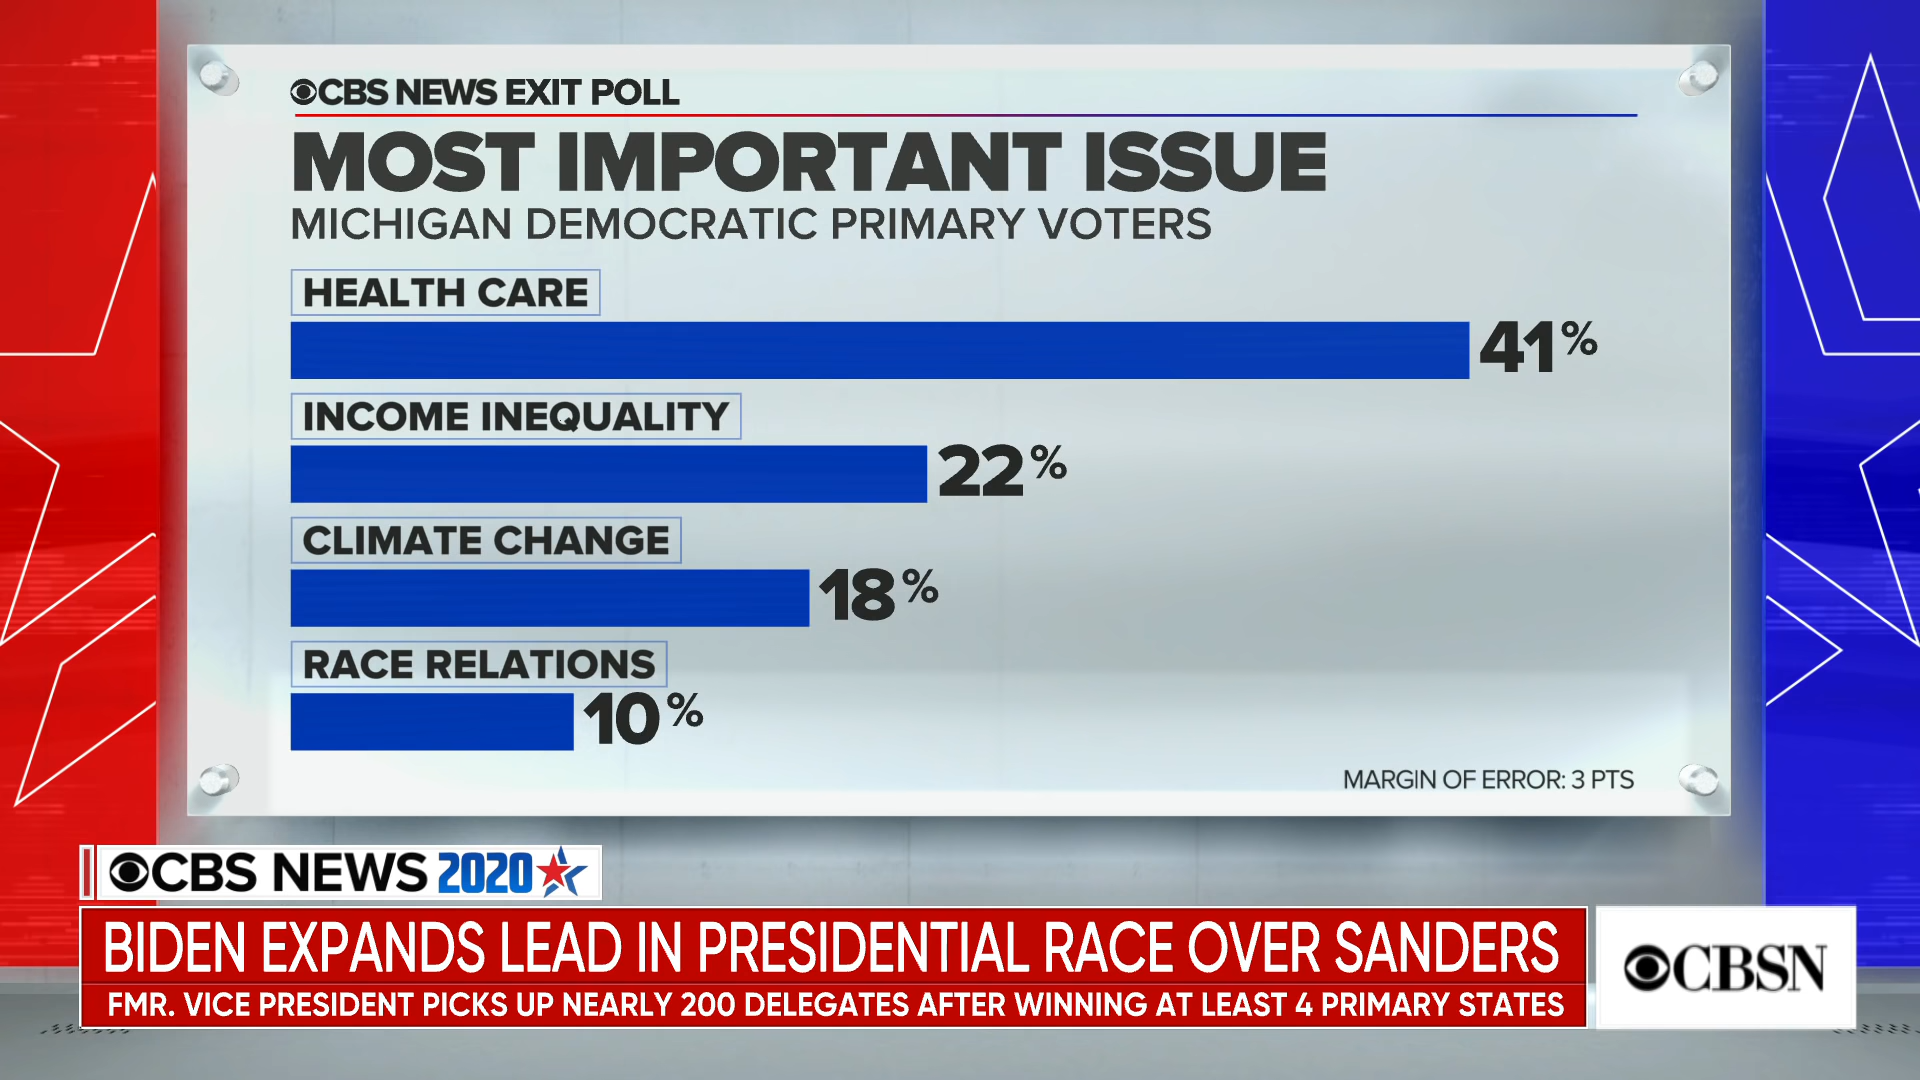 CBS NEWS EXIT POLL
MOST IMPORTANT ISSUE
MICHIGAN DEMOCRATIC PRIMARY VOTERS
HEALTH CARE
41%
INCOME INEQUALITY
22%
CLIMATE CHANGE
18%
RACE RELATIONS
10%
MARGIN OF ERROR: 3 PTS
CBS NEWS 2020
BIDEN EXPANDS LEAD IN PRESIDENTIAL RACE OVER SANDERS
FMR. VICE PRESIDENT PICKS UP NEARLY 200 DELEGATES AFTER WINNING AT LEAST 4 PRIMARY STATES
CBSN